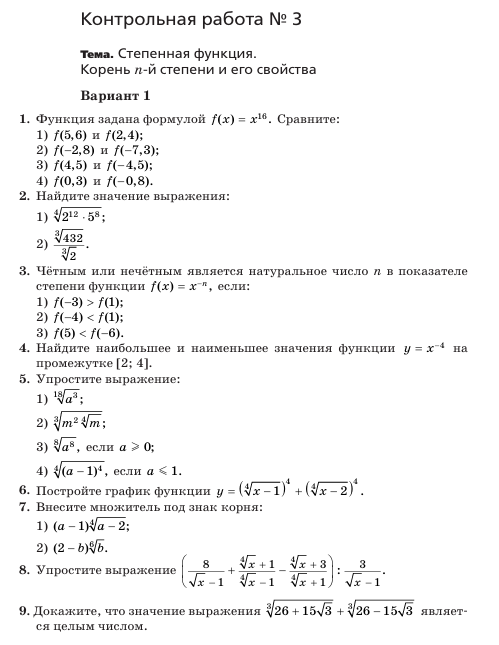 Контрольная работа № 3
Тема. Степенная функция.
Корень n-й степени и его свойства
Вариант 1
1. Функция задана формулой f(x) = x¹⁶. Сравните:
1) f(5,6) и f(2,4);
2) f(−2,8) и f(−7,3);
3) f(4,5) и f(−4,5);
4) f(0,3) и f(−0,8).
2. Найдите значение выражения:
1) ⁴√(2¹² · 5⁸);
2) ³√432 / ³√2.
3. Чётным или нечётным является натуральное число n в показателе
степени функции f(x) = x⁻ⁿ, если:
1) f(−3) > f(1);
2) f(−4) < f(1);
3) f(5) < f(−6).
4. Найдите наибольшее и наименьшее значения функции y = x⁻⁴ на
промежутке [2; 4].
5. Упростите выражение:
1) ¹⁸√(a³);
2) ³√(m² ⁴√m);
3) ⁸√(a⁸), если a ⩾ 0;
4) ⁴√((a − 1)⁴), если a ⩽ 1.
6. Постройте график функции y = (⁴√(x − 1))⁴ + (⁴√(x − 2))⁴.
7. Внесите множитель под знак корня:
1) (a − 1)⁴√(a − 2);
2) (2 − b)⁶√b.
8. Упростите выражение (8/(√x − 1) + (⁴√x + 1)/(⁴√x − 1) − (⁴√x + 3)/(⁴√x + 1)) : 3/(√x − 1).
9. Докажите, что значение выражения ³√(26 + 15√3) + ³√(26 − 15√3) являет-
ся целым числом.